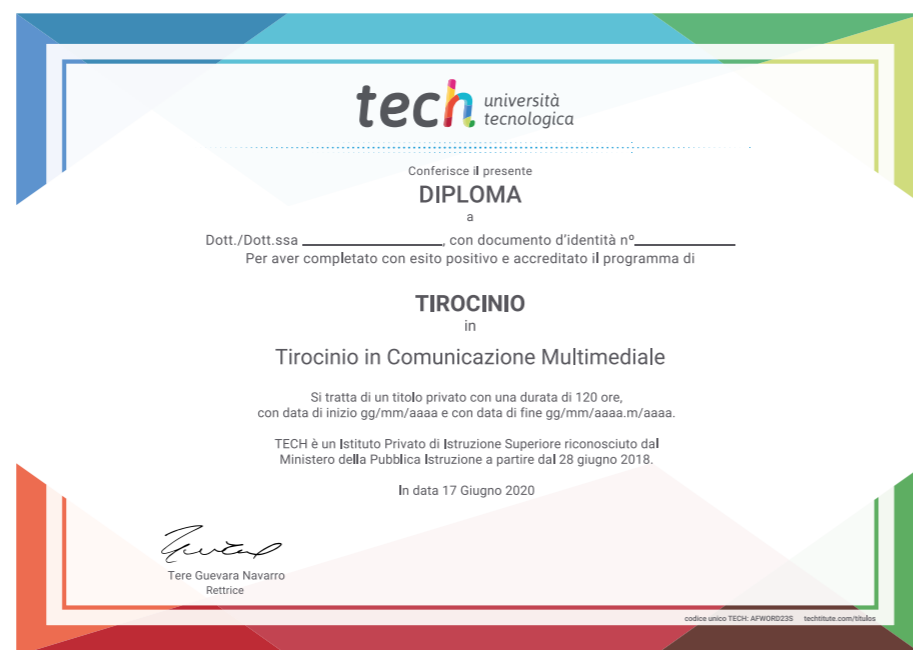 tech università
tecnologica
Conferisce il presente
DIPLOMA
a
Dott./Dott.ssa ____________________, con documento d'identità nº______________
Per aver completato con esito positivo e accreditato il programma di
TIROCINIO
in
Tirocinio in Comunicazione Multimediale
Si tratta di un titolo privato con una durata di 120 ore,
con data di inizio gg/mm/aaaa e con data di fine gg/mm/aaaa.m/aaaa.
TECH è un Istituto Privato di Istruzione Superiore riconosciuto dal
Ministero della Pubblica Istruzione a partire dal 28 giugno 2018.
In data 17 Giugno 2020
Tere Guevara Navarro
Rettrice
codice unico TECH: AFWORD23S techtitute.com/titulos